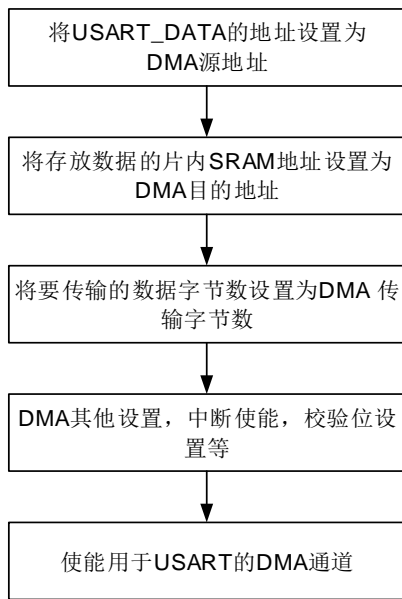 将USART_DATA的地址设置为
DMA源地址
将存放数据的片内SRAM地址设置为
DMA目的地址
将要传输的数据字节数设置为DMA 传
输字节数
DMA其他设置，中断使能，校验位设
置等
使能用于USART的DMA通道